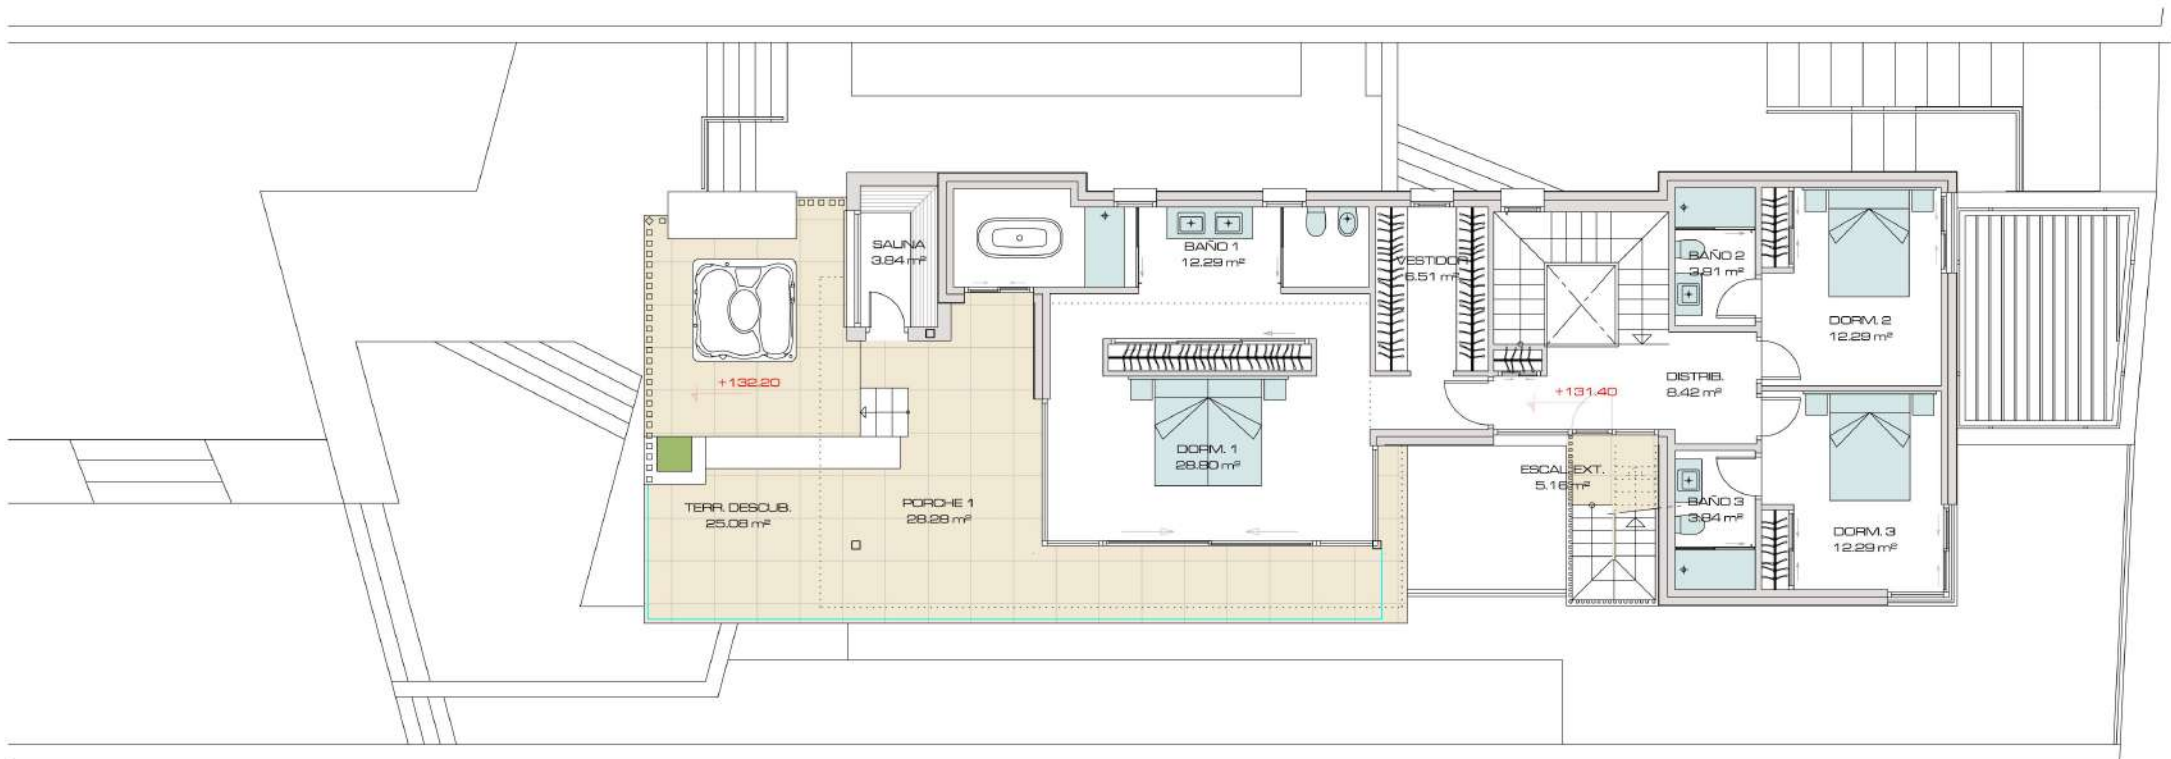 SAUNA
3.84 m²
BAÑO 1
12.29 m²
VESTIDOR
6.51 m²
BAÑO 2
3.91 m²
DORM. 2
12.29 m²
+132.20
DISTRIB.
8.42 m²
+131.40
DORM. 1
28.80 m²
ESCAL.EXT.
5.16 m²
TERR. DESCUB.
25.08 m²
PORCHE 1
28.28 m²
BAÑO 3
3.84 m²
DORM. 3
12.29 m²